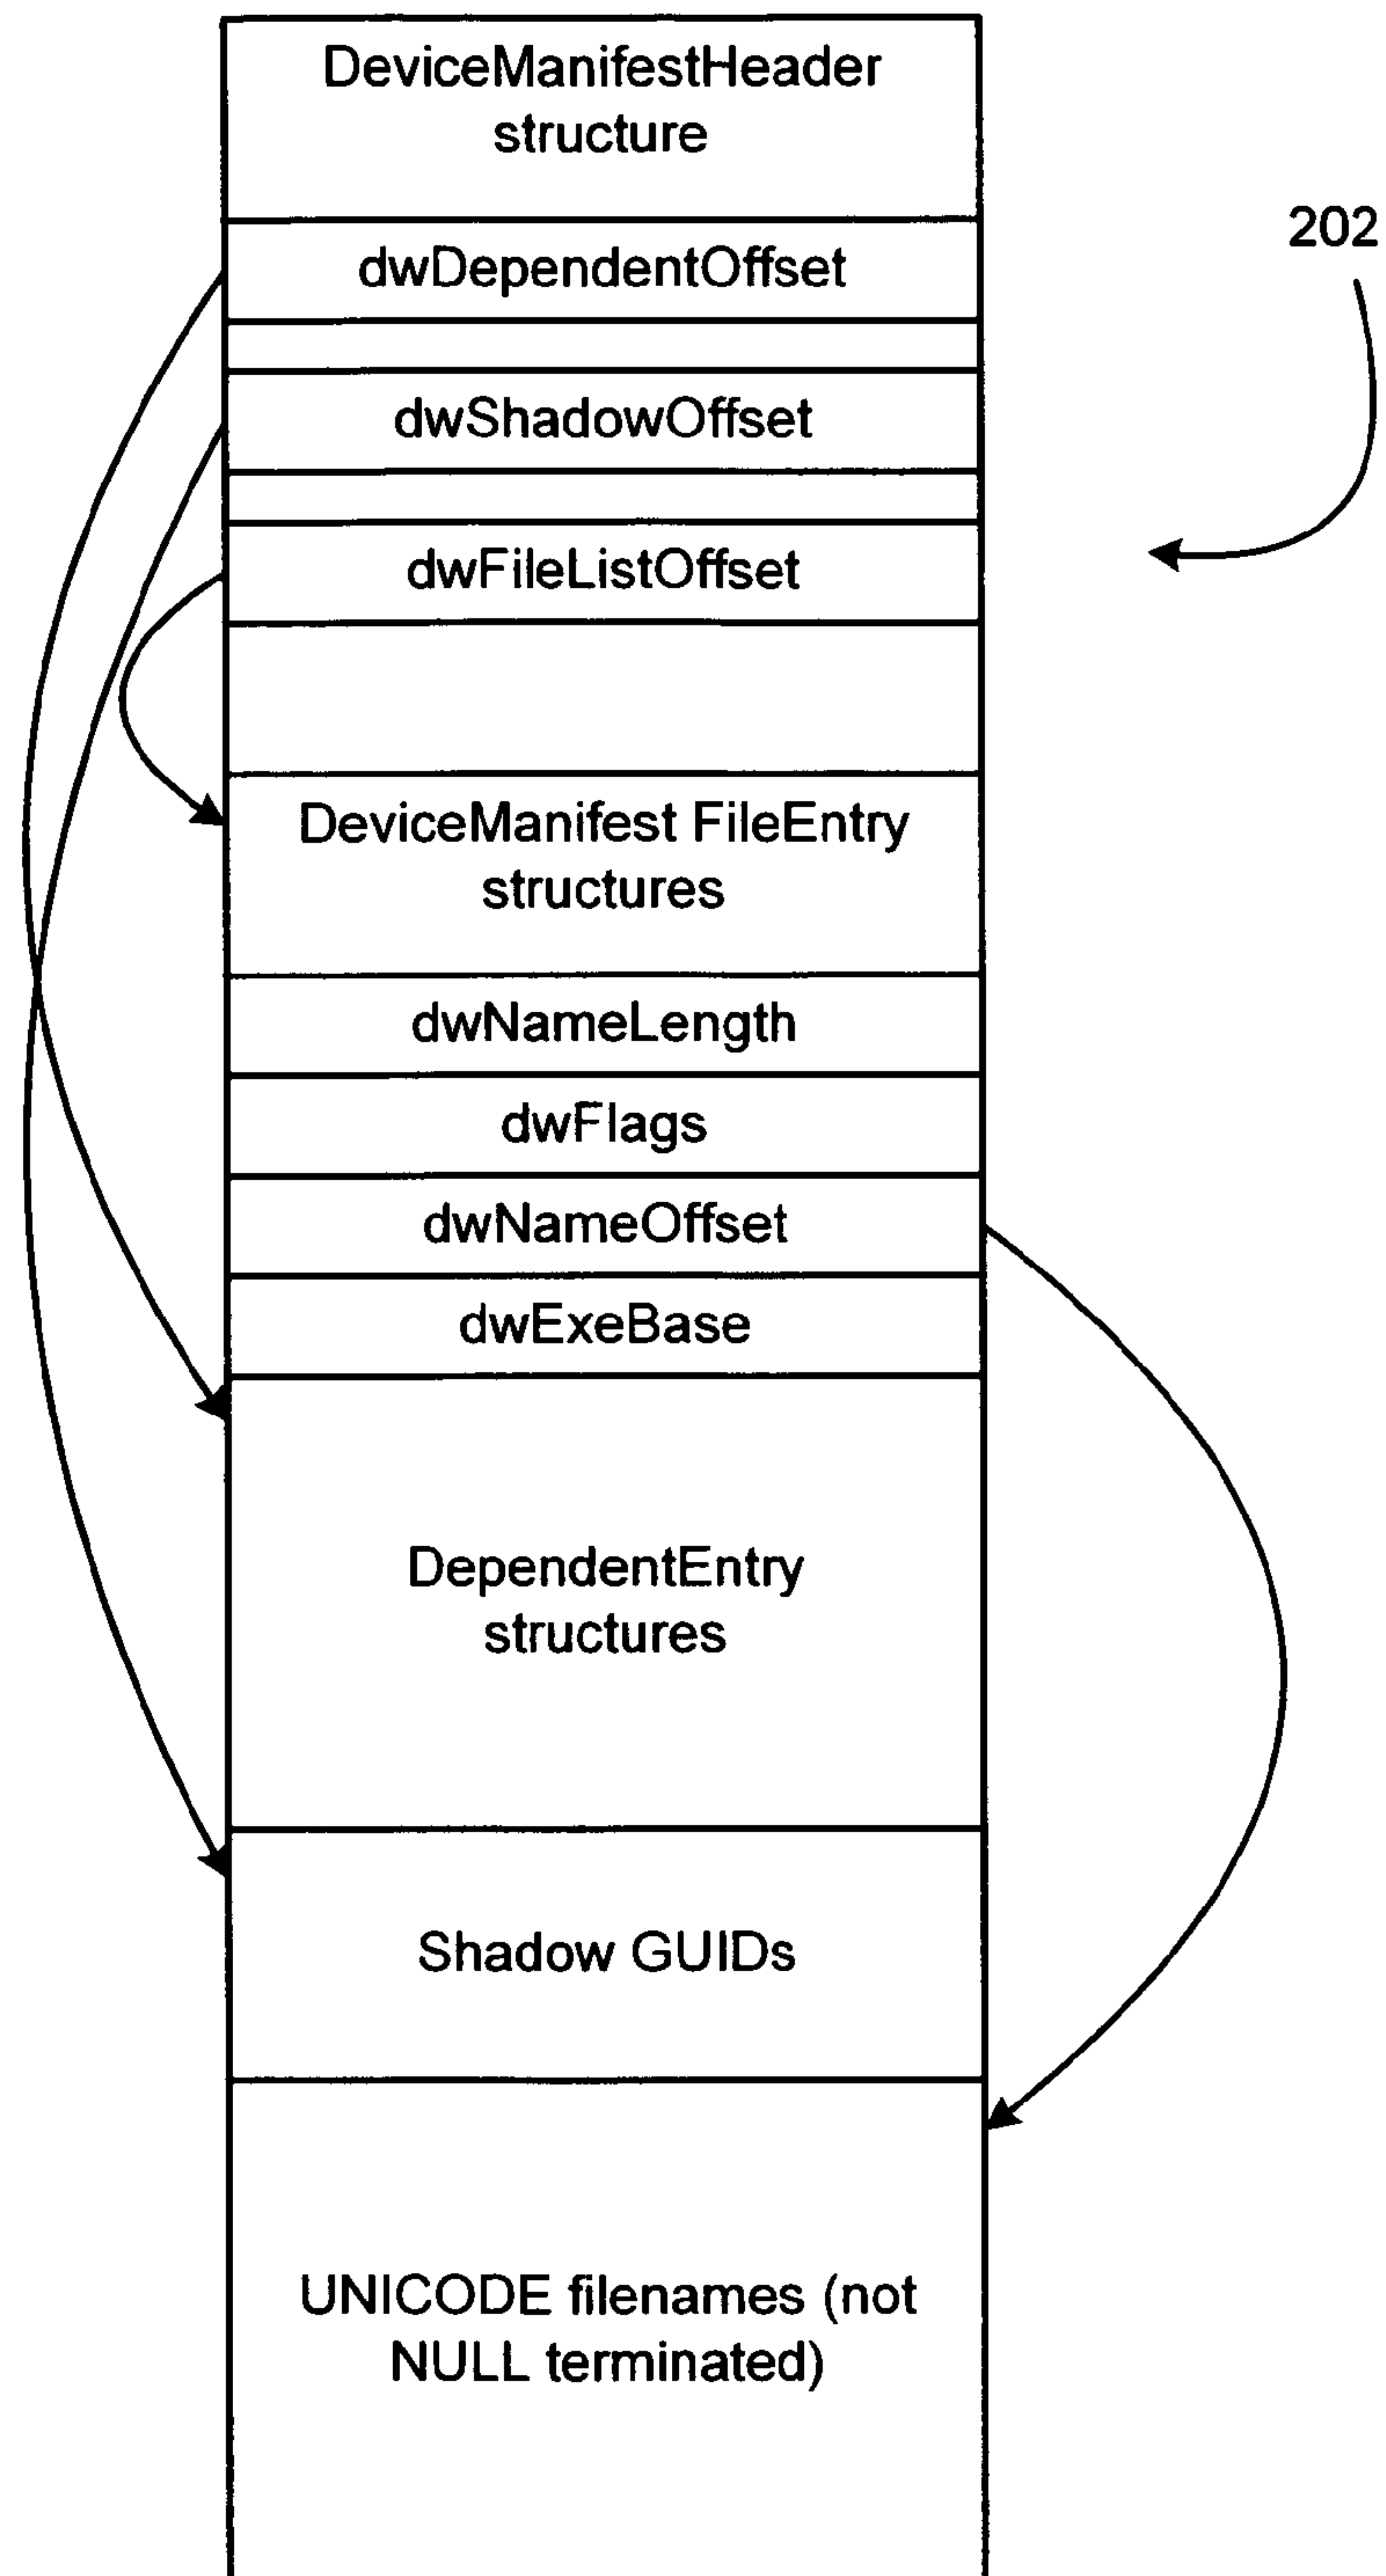 DeviceManifestHeader
structure
dwDependentOffset
202
dwShadowOffset
dwFileListOffset
DeviceManifest FileEntry
structures
dwNameLength
dwFlags
dwNameOffset
dwExeBase
DependentEntry
structures
Shadow GUIDs
UNICODE filenames (not
NULL terminated)